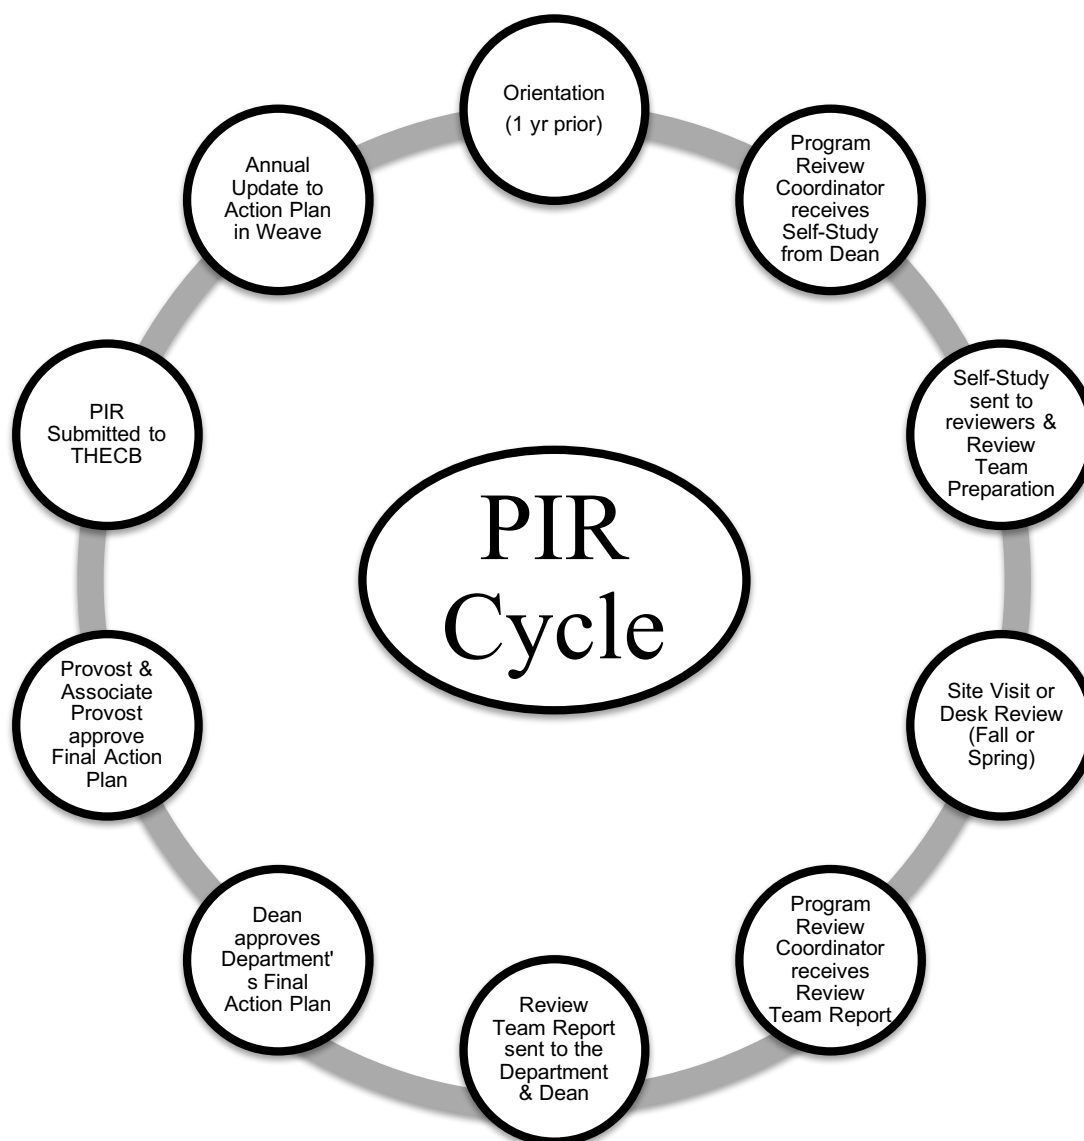 Orientation
(1 yr prior)
Program
Reivew
Coordinator
receives
Self-Study
from Dean
Self-Study
sent to
reviewers &
Review
Team
Preparation
Site Visit or
Desk Review
(Fall or
Spring)
Program
Review
Coordinator
receives
Review
Team Report
Review
Team Report
sent to the
Department
& Dean
Dean
approves
Department'
s Final
Action Plan
Provost &
Associate
Provost
approve
Final Action
Plan
PIR
Submitted to
THECB
Annual
Update to
Action Plan
in Weave
PIR
Cycle